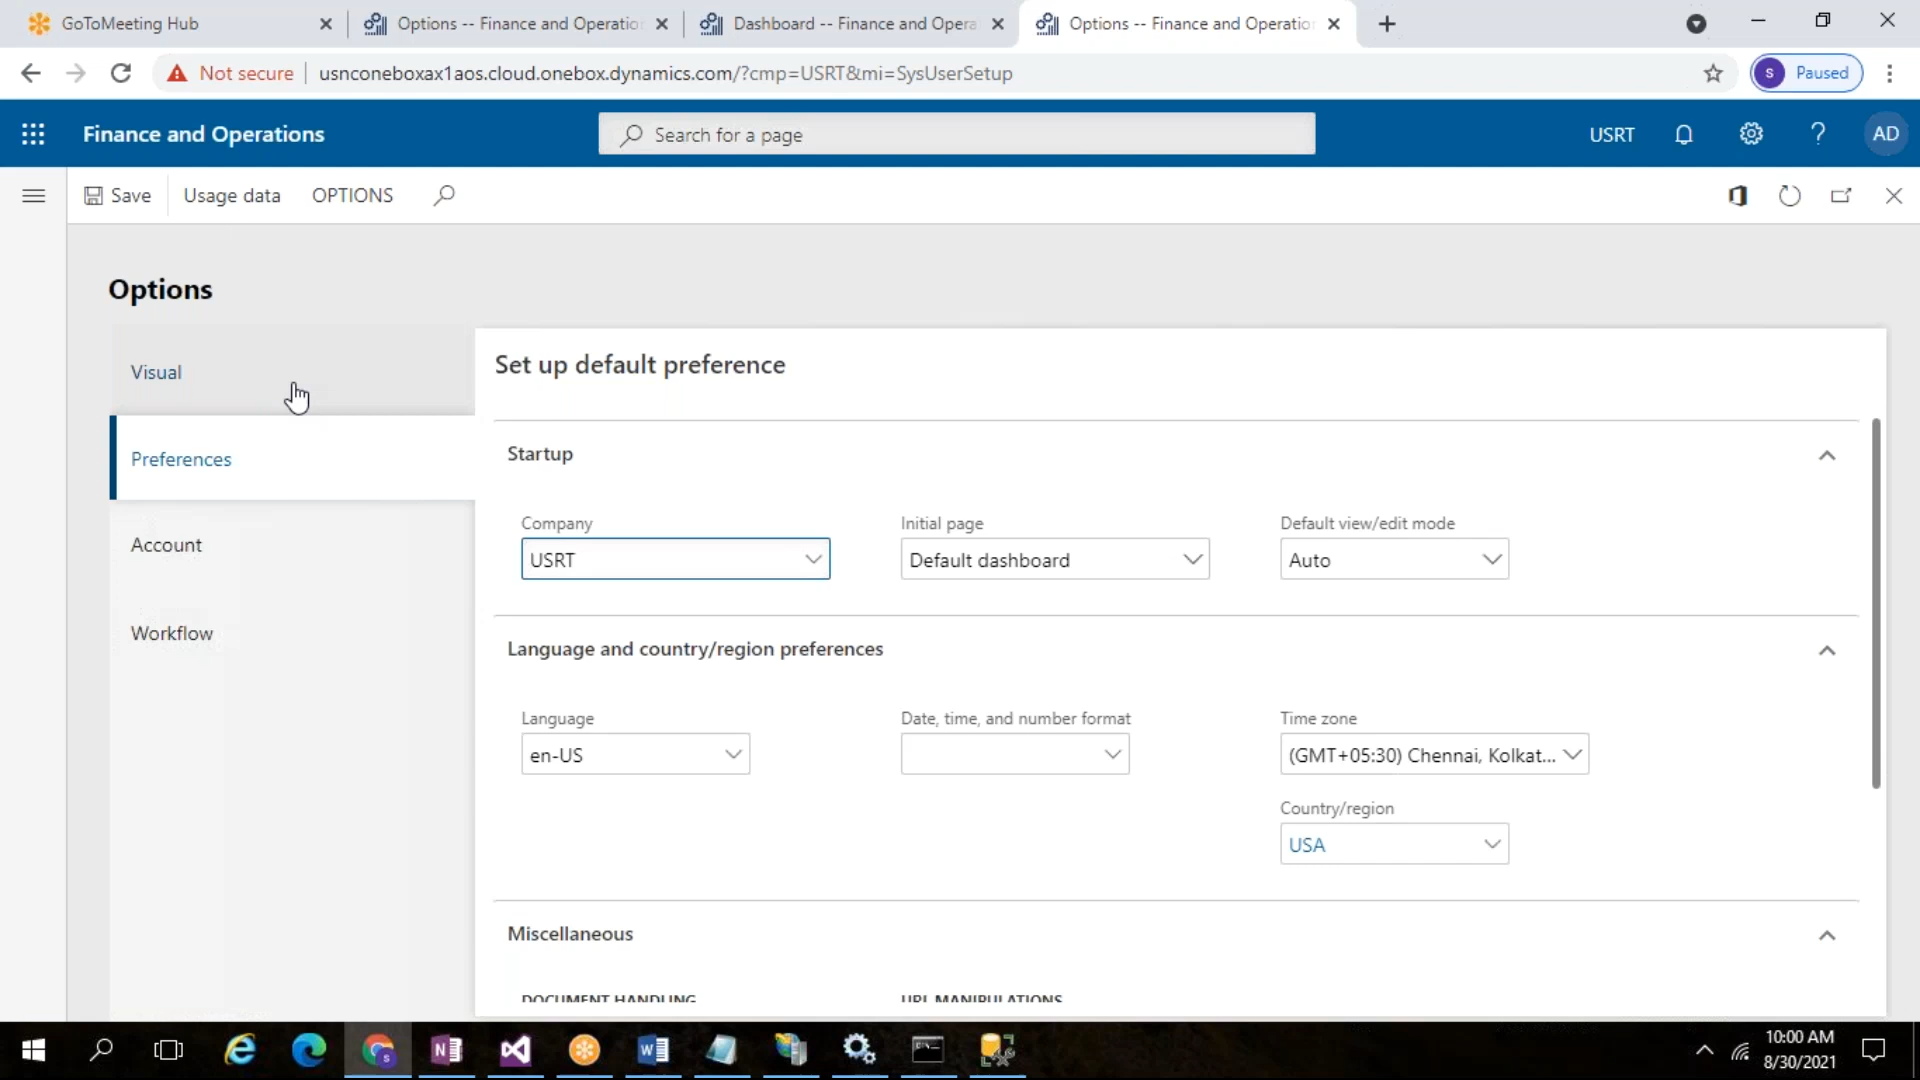 GoToMeeting Hub
Options -- Finance and Operatio
Dashboard -- Finance and Opera
Options -- Finance and Operatio
Not secure
usnconeboxax1aos.cloud.onebox.dynamics.com/?cmp=USRT&mi=SysUserSetup
S
Paused
Finance and Operations
Search for a page
USRT
?
AD
Save
Usage data
OPTIONS
Options
Visual
Preferences
Account
Workflow
Set up default preference
Startup
Company
Initial page
Default view/edit mode
USRT
Default dashboard
Auto
Language and country/region preferences
Language
Date, time, and number format
Time zone
en-US
(GMT+05:30) Chennai, Kolkat...
Country/region
USA
Miscellaneous
DOCUMENT HANDLING
URL MANIPULATIONS
10:00 AM
8/30/2021